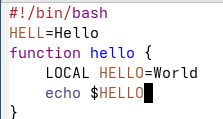 #!/bin/bash
HELL=Hello
function hello {
    LOCAL HELLO=World
    echo $HELLO
}